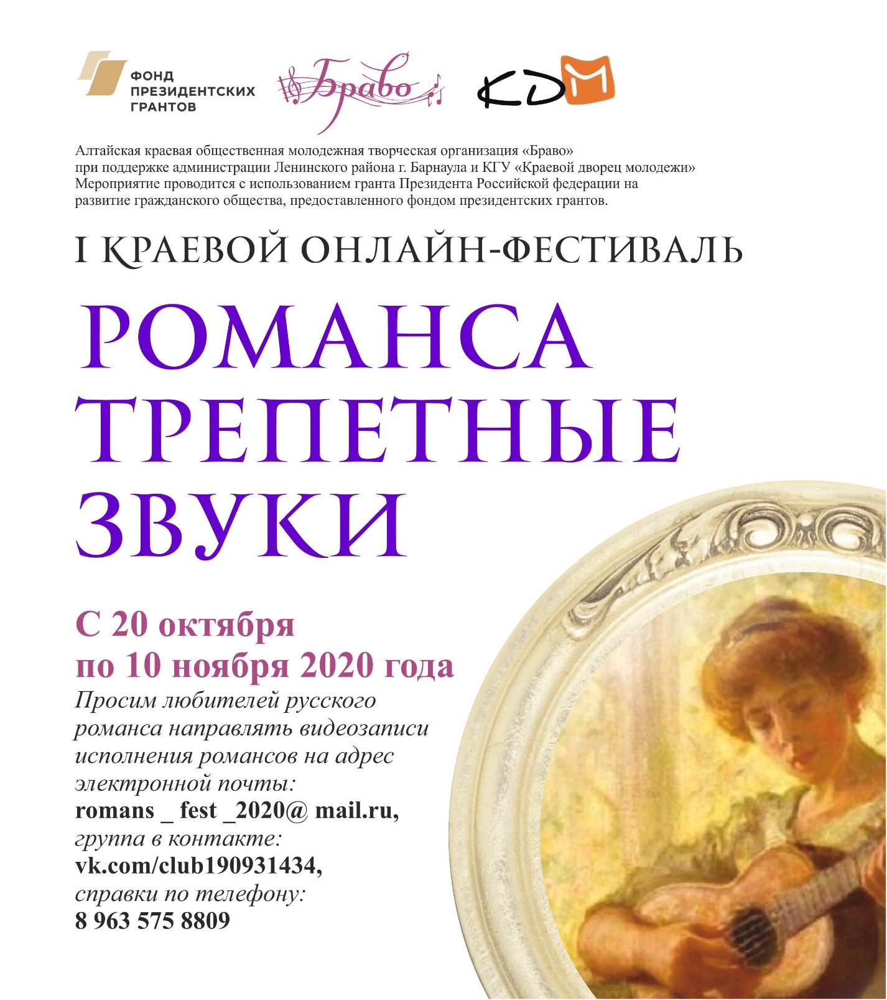 ФОНД
ПРЕЗИДЕНТСКИХ
ГРАНТОВ
Браво
KDM
Алтайская краевая общественная молодежная творческая организация «Браво»
при поддержке администрации Ленинского района г. Барнаула и КГУ «Краевой дворец молодежи»
Мероприятие проводится с использованием гранта Президента Российской федерации на
развитие гражданского общества, предоставленного фондом президентских грантов.
I КРАЕВОЙ ОНЛАЙН-ФЕСТИВАЛЬ
РОМАНСА
ТРЕПЕТНЫЕ
ЗВУКИ
С 20 октября
по 10 ноября 2020 года
Просим любителей русского
романса направлять видеозаписи
исполнения романсов на адрес
электронной почты:
romans _ fest _2020@ mail.ru,
группа в контакте:
vk.com/club190931434,
справки по телефону:
8 963 575 8809